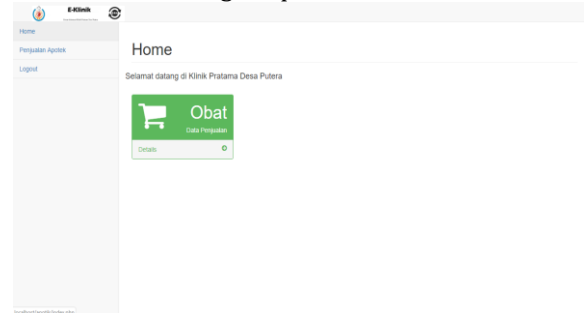 E-Klinik
Home
Penjualan Apotek
Logout
Home
Selamat datang di Klinik Pratama Desa Putera
Obat
Data Penjualan
Details